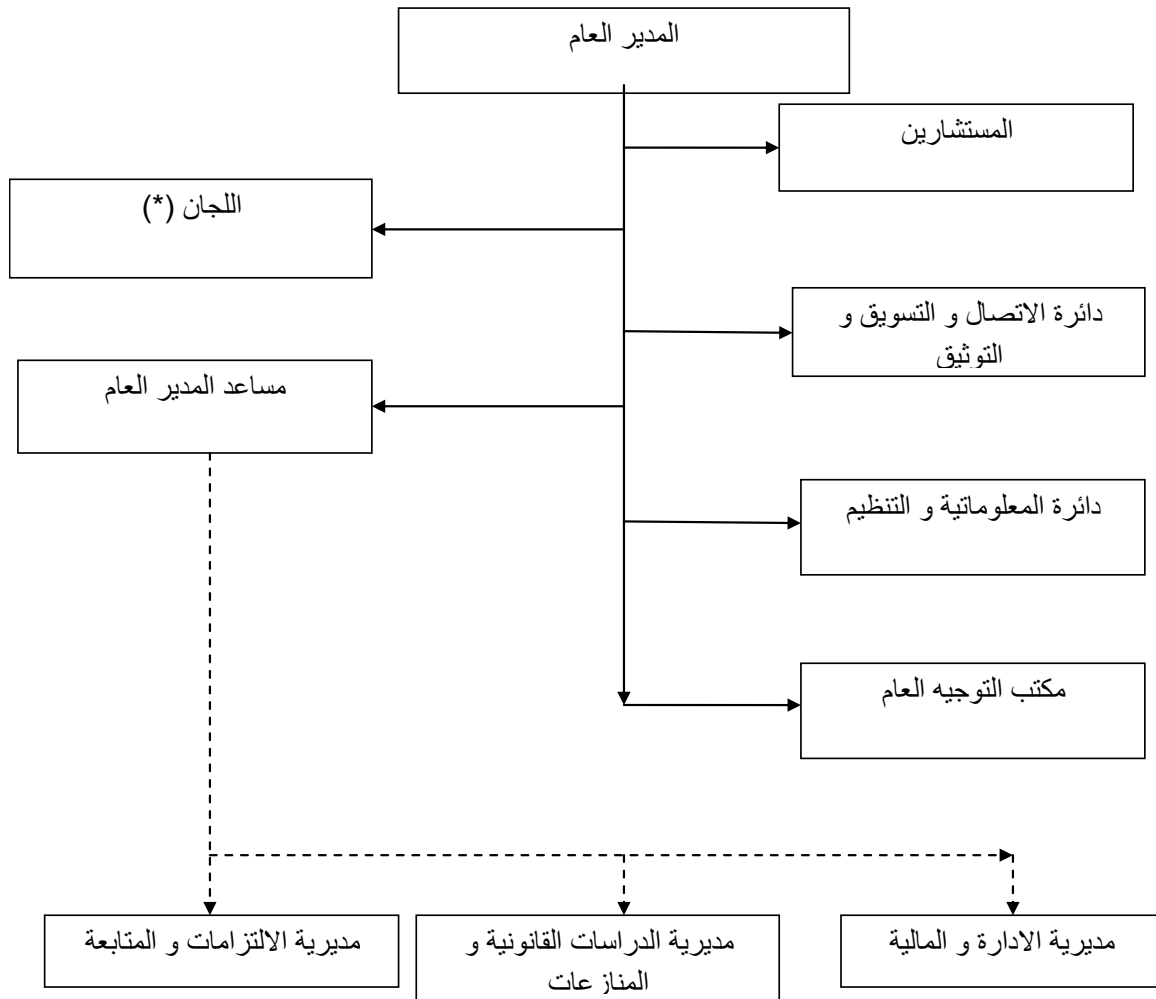 المدير العام
المستشارين
اللجان (*)
دائرة الاتصال و التسويق و
التوثيق
مساعد المدير العام
دائرة المعلوماتية و التنظيم
مكتب التوجيه العام
مديرية الادارة و المالية
مديرية الدراسات القانونية و
المنازعات
مديرية الالتزامات و المتابعة